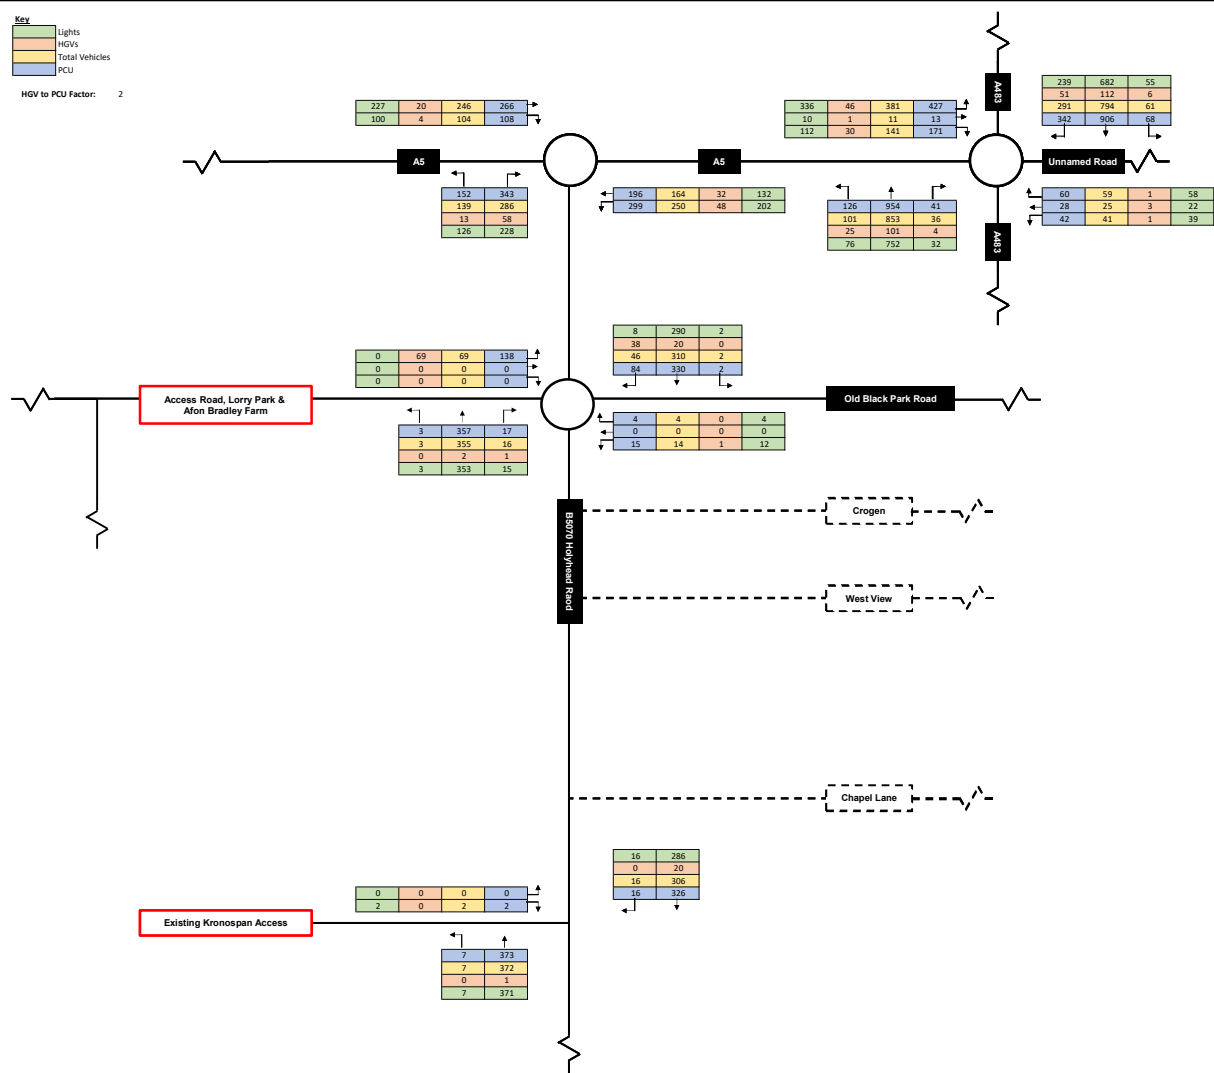 Key
Lights
HGVs
Total Vehicles
PCU
HGV to PCU Factor: 2
227 20 246 266
100 4 104 108
336 46 381 427
10 1 11 13
112 30 141 171
A483
239 682 55
51 112 6
291 794 61
342 906 68
A5
A5
Unnamed Road
152 343
139 286
13 58
126 228
196 164 32 132
299 250 48 202
126 954 41
101 853 36
25 101 4
76 752 32
60 59 1 58
28 25 3 22
42 41 1 39
A483
8 290 2
38 20 0
46 310 2
84 330 2
0 69 69 138
0 0 0 0
0 0 0 0
Access Road, Lorry Park &
Afon Bradley Farm
Old Black Park Road
3 357 17
3 355 16
0 2 1
3 353 15
4 4 0 4
0 0 0 0
15 14 1 12
B5070 Holyhead Raod
Crogen
West View
Chapel Lane
16 286
0 20
16 306
16 326
0 0 0 0
2 0 2 2
Existing Kronospan Access
7 373
7 372
0 1
7 371